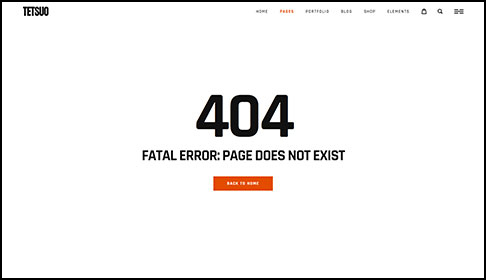 TETSUO
HOME PAGES PORTFOLIO BLOG SHOP ELEMENTS
404
FATAL ERROR: PAGE DOES NOT EXIST
BACK TO HOME